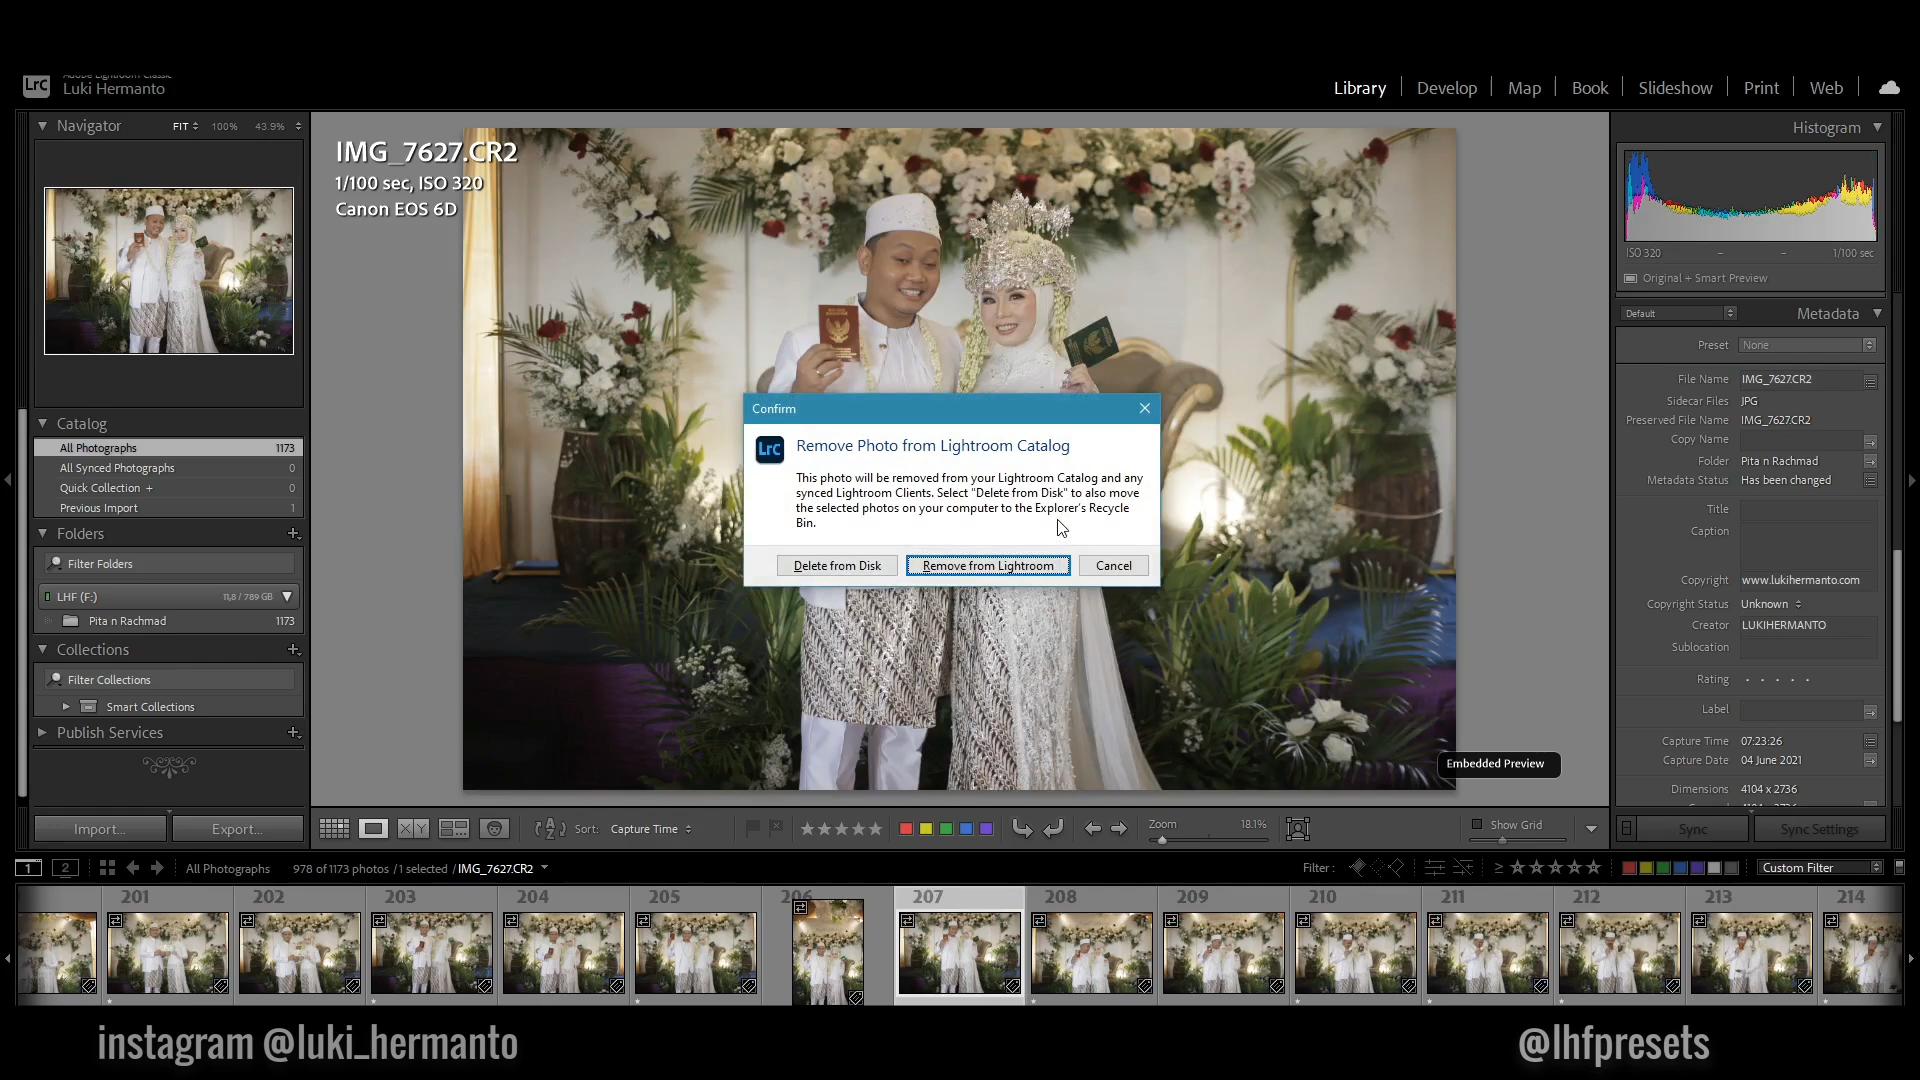 Adobe Lightroom Classic
LrC
Luki Hermanto
Library
Develop
Map
Book
Slideshow
Print
Web
Navigator
FIT
100%
43.9%
IMG_7627.CR2
1/100 sec, ISO 320
Canon EOS 6D
Histogram
ISO 320
1/100 sec
Original + Smart Preview
Default
Metadata
Preset
None
File Name
IMG_7627.CR2
Sidecar Files
JPG
Preserved File Name
IMG_7627.CR2
Copy Name
Folder
Pita n Rachmad
Metadata Status
Has been changed
Title
Caption
Copyright
www.lukihermanto.com
Copyright Status
Unknown
Creator
LUKIHERMANTO
Sublocation
Rating
Label
Capture Time
07:23:26
Capture Date
04 June 2021
Dimensions
4104 x 2736
Catalog
All Photographs
1173
All Synced Photographs
0
Quick Collection +
0
Previous Import
1
Folders
Filter Folders
LHF (F:)
11,8 / 789 GB
Pita n Rachmad
1173
Collections
Filter Collections
Smart Collections
Publish Services
Import...
Export...
Confirm
LrC
Remove Photo from Lightroom Catalog
This photo will be removed from your Lightroom Catalog and any
synced Lightroom Clients. Select "Delete from Disk" to also move
the selected photos on your computer to the Explorer's Recycle
Bin.
Delete from Disk
Remove from Lightroom
Cancel
Embedded Preview
XY
Sort:
Capture Time
Zoom
18.1%
Show Grid
Sync
Sync Settings
1
2
All Photographs
978 of 1173 photos / 1 selected / IMG_7627.CR2
Filter :
Custom Filter
201
202
203
204
205
206
207
208
209
210
211
212
213
214
instagram @luki_hermanto
@lhfpresets